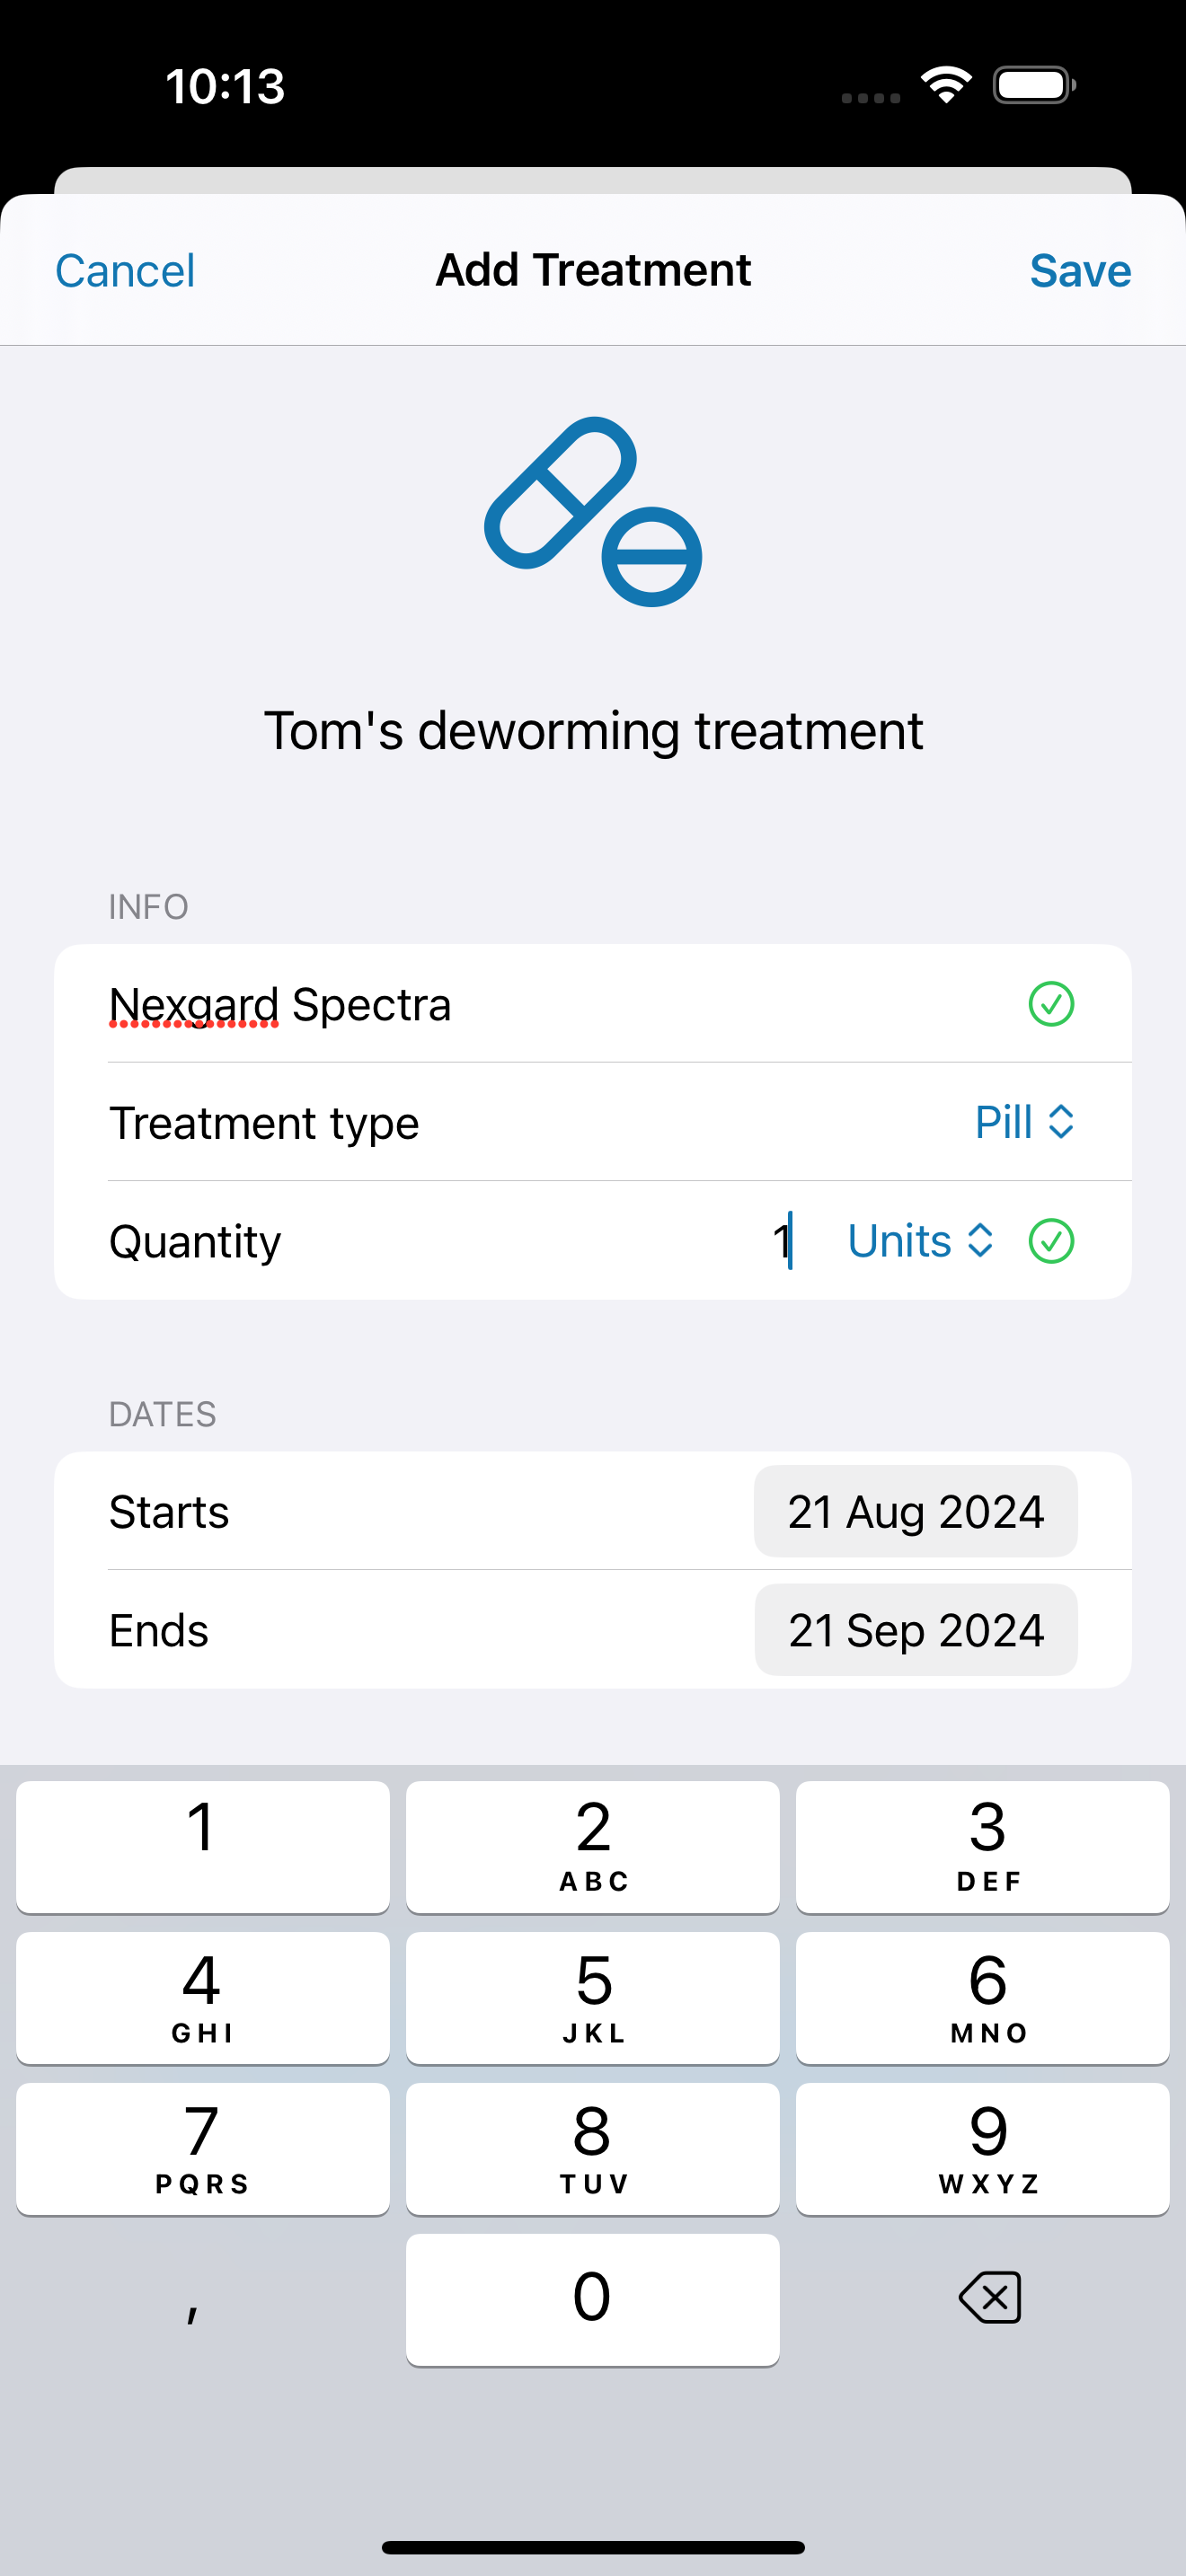 10:13
Cancel Add Treatment Save
Tom's deworming treatment
INFO
Nexgard Spectra
Treatment type Pill
Quantity 1 Units
DATES
Starts 21 Aug 2024
Ends 21 Sep 2024
1 2 3
ABC DEF
4 5 6
GHI JKL MNO
7 8 9
PQRS TUV WXYZ
, 0